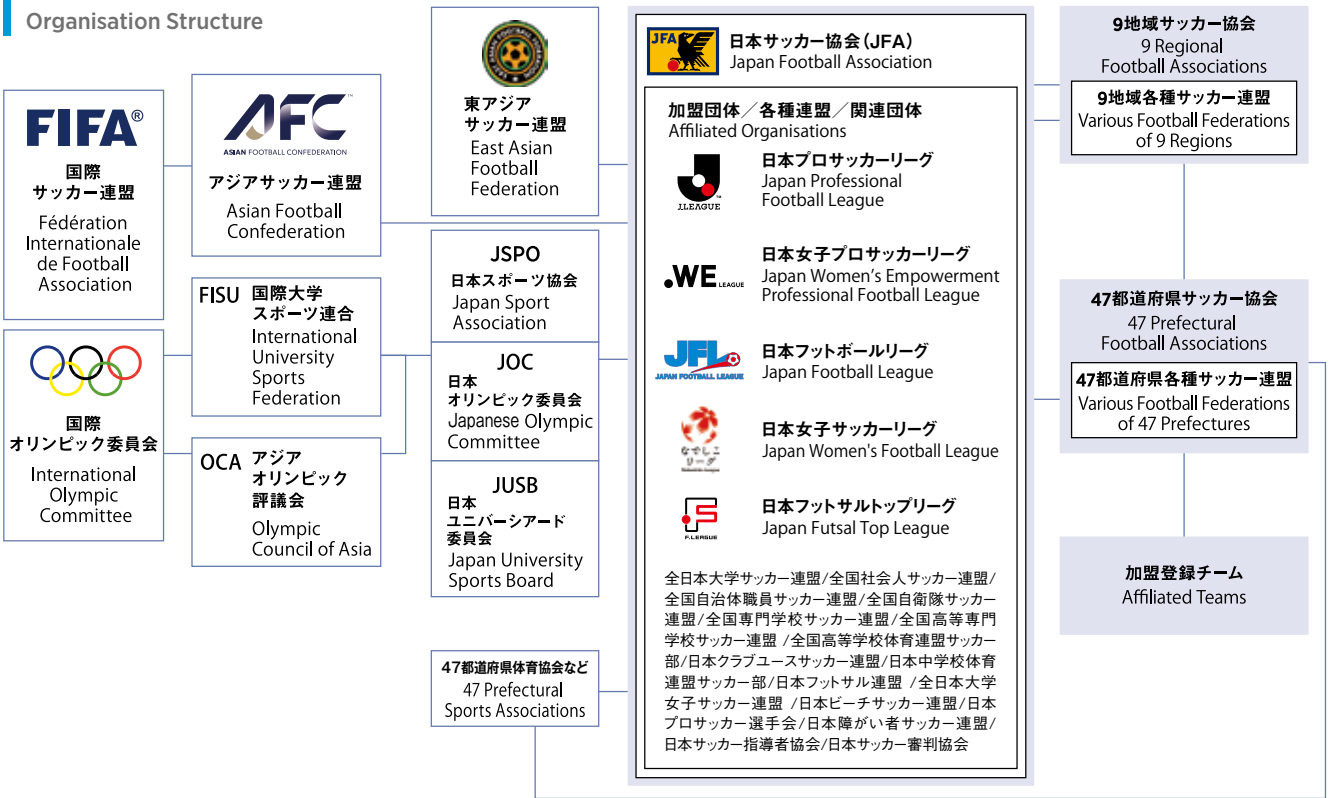 Organisation Structure
FIFA®
国際
サッカー連盟
Fédération
Internationale
de Football
Association
国際
オリンピック委員会
International
Olympic
Committee
AFC™
ASIAN FOOTBALL CONFEDERATION
アジアサッカー連盟
Asian Football
Confederation
FISU 国際大学
スポーツ連合
International
University
Sports
Federation
OCA アジア
オリンピック
評議会
Olympic
Council of Asia
東アジア
サッカー連盟
East Asian
Football
Federation
JSPO
日本スポーツ協会
Japan Sport
Association
JOC
日本
オリンピック委員会
Japanese Olympic
Committee
JUSB
日本
ユニバーシアード
委員会
Japan University
Sports Board
47都道府県体育協会など
47 Prefectural
Sports Associations
JFA
日本サッカー協会（JFA）
Japan Football Association
加盟団体／各種連盟／関連団体
Affiliated Organisations
J.LEAGUE
日本プロサッカーリーグ
Japan Professional
Football League
.WE LEAGUE
日本女子プロサッカーリーグ
Japan Women's Empowerment
Professional Football League
JFL
JAPAN FOOTBALL LEAGUE
日本フットボールリーグ
Japan Football League
なでしこ
リーグ
日本女子サッカーリーグ
Japan Women's Football League
F.LEAGUE
日本フットサルトップリーグ
Japan Futsal Top League
全日本大学サッカー連盟/全国社会人サッカー連盟/
全国自治体職員サッカー連盟/全国自衛隊サッカー
連盟/全国専門学校サッカー連盟/全国高等専門
学校サッカー連盟 /全国高等学校体育連盟サッカー
部/日本クラブユースサッカー連盟/日本中学校体育
連盟サッカー部/日本フットサル連盟 /全日本大学
女子サッカー連盟 /日本ビーチサッカー連盟/日本
プロサッカー選手会/日本障がい者サッカー連盟/
日本サッカー指導者協会/日本サッカー審判協会
9地域サッカー協会
9 Regional
Football Associations
9地域各種サッカー連盟
Various Football Federations
of 9 Regions
47都道府県サッカー協会
47 Prefectural
Football Associations
47都道府県各種サッカー連盟
Various Football Federations
of 47 Prefectures
加盟登録チーム
Affiliated Teams